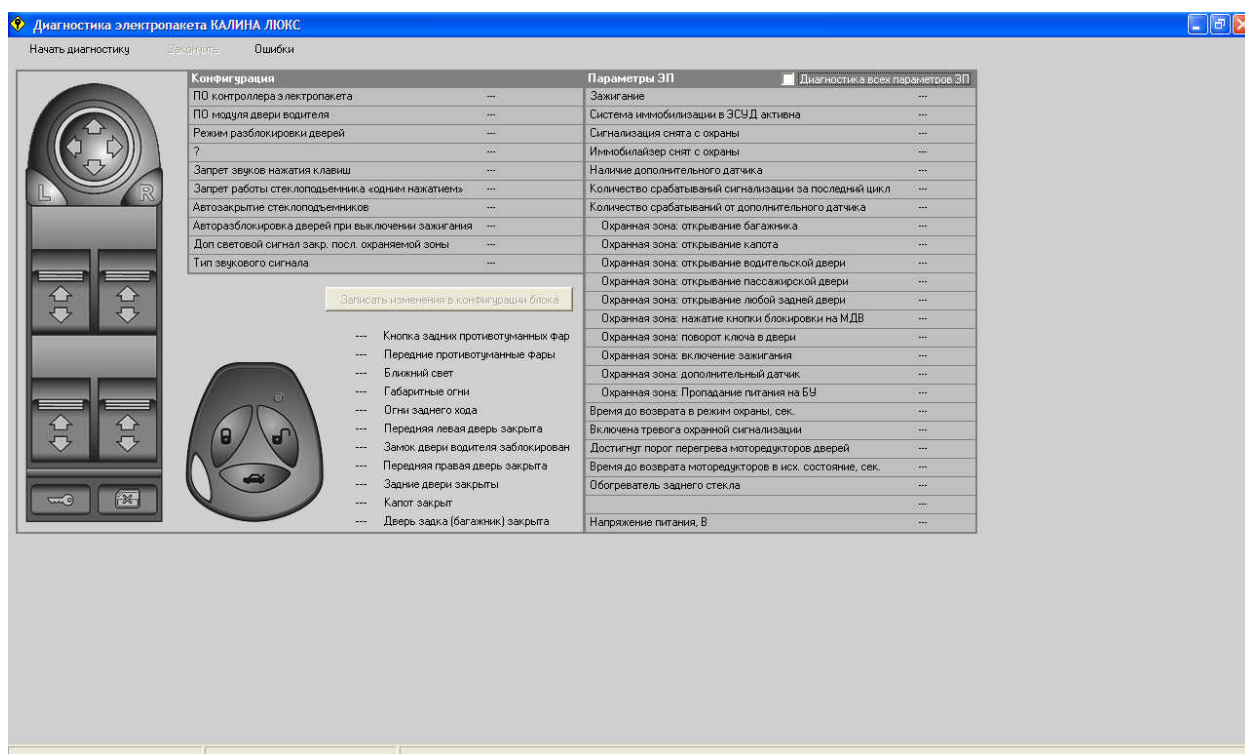 Диагностика электропакета КАЛИНА ЛЮКС
Начать диагностику Закончить Ошибки
Конфигурация
ПО контроллера электропакета ---
ПО модуля двери водителя ---
Режим разблокировки дверей ---
? ---
Запрет звуков нажатия клавиш ---
Запрет работы стеклоподьемника «одним нажатием» ---
Автозакрытие стеклоподъемников ---
Авторазблокировка дверей при выключении зажигания ---
Доп световой сигнал закр. посл. охраняемой зоны ---
Тип звукового сигнала ---
Записать изменения в конфигурации блока
--- Кнопка задних противотуманных фар
--- Передние противотуманные фары
--- Ближний свет
--- Габаритные огни
--- Огни заднего хода
--- Передняя левая дверь закрыта
--- Замок двери водителя заблокирован
--- Передняя правая дверь закрыта
--- Задние двери закрыты
--- Капот закрыт
--- Дверь задка (багажник) закрыта
L R
Параметры ЭП Диагностика всех параметров ЭП
Зажигание ---
Система иммобилизации в ЭСУД активна ---
Сигнализация снята с охраны ---
Иммобилайзер снят с охраны ---
Наличие дополнительного датчика ---
Количество срабатываний сигнализации за последний цикл ---
Количество срабатываний от дополнительного датчика ---
Охранная зона: открывание багажника ---
Охранная зона: открывание капота ---
Охранная зона: открывание водительской двери ---
Охранная зона: открывание пассажирской двери ---
Охранная зона: открывание любой задней двери ---
Охранная зона: нажатие кнопки блокировки на МДВ ---
Охранная зона: поворот ключа в двери ---
Охранная зона: включение зажигания ---
Охранная зона: дополнительный датчик ---
Охранная зона: Пропадание питания на БУ ---
Время до возврата в режим охраны, сек. ---
Включена тревога охранной сигнализации ---
Достигнут порог перегрева моторедукторов дверей ---
Время до возврата моторедукторов в исх. состояние, сек. ---
Обогреватель заднего стекла ---
---
Напряжение питания, В ---